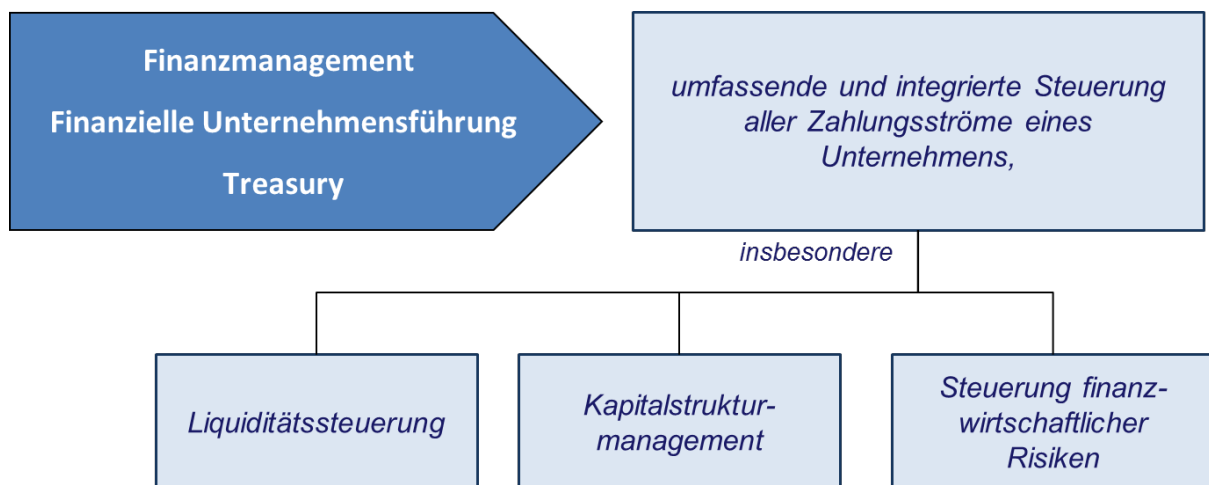 Finanzmanagement
Finanzielle Unternehmensführung
Treasury
umfassende und integrierte Steuerung
aller Zahlungsströme eines
Unternehmens,
insbesondere
Liquiditätssteuerung
Kapitalstruktur-
management
Steuerung finanz-
wirtschaftlicher
Risiken